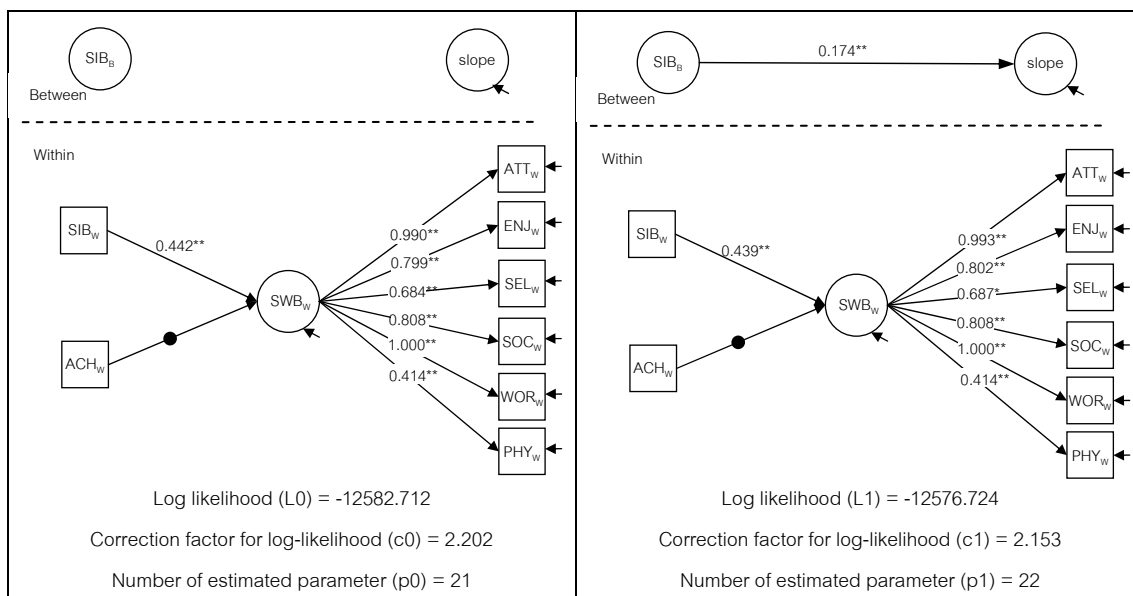 SIB_B
slope
Between
Within
ATT_W
SIB_W
ENJ_W
0.442**
0.990**
0.799**
SEL_W
0.684**
SWB_W
0.808**
SOC_W
1.000**
ACH_W
0.414**
WOR_W
PHY_W
Log likelihood (L0) = -12582.712
Correction factor for log-likelihood (c0) = 2.202
Number of estimated parameter (p0) = 21
0.174**
SIB_B
slope
Between
Within
ATT_W
SIB_W
ENJ_W
0.439**
0.993**
0.802**
SEL_W
0.687*
SWB_W
0.808**
SOC_W
1.000**
ACH_W
0.414**
WOR_W
PHY_W
Log likelihood (L1) = -12576.724
Correction factor for log-likelihood (c1) = 2.153
Number of estimated parameter (p1) = 22